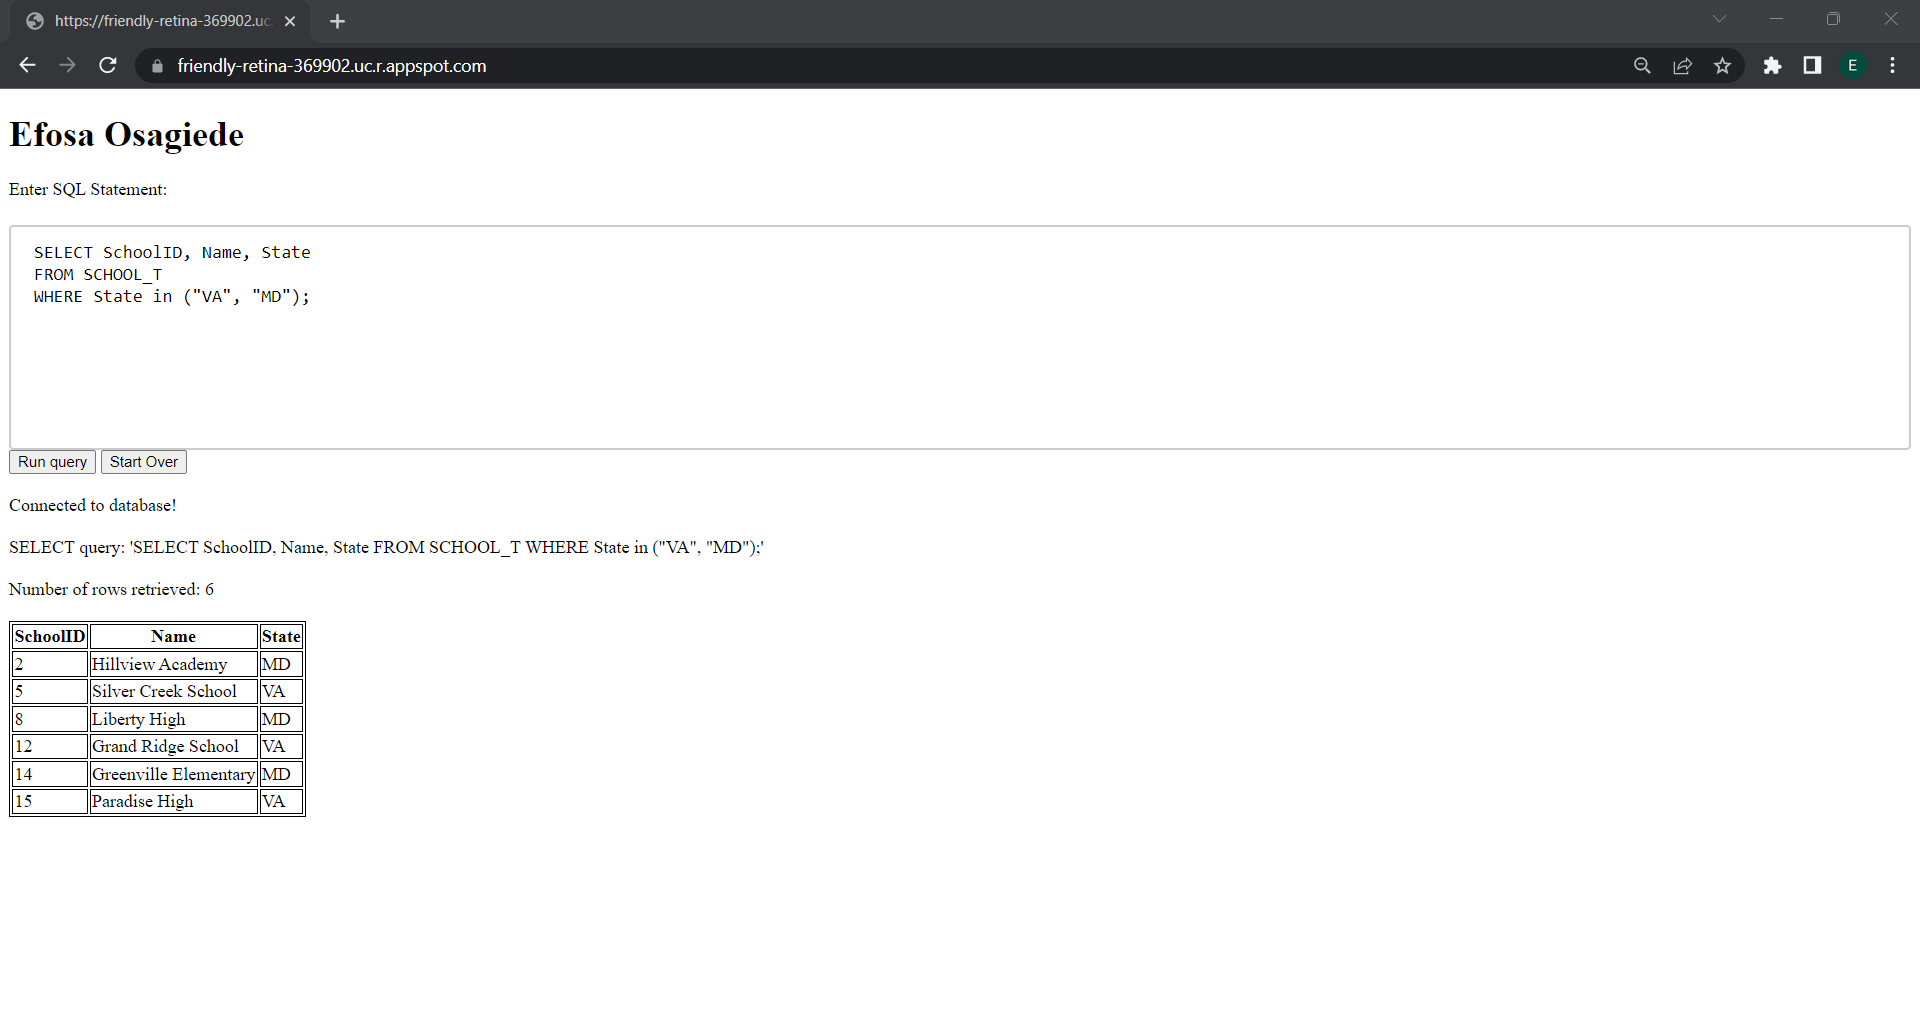 https://friendly-retina-369902.uc.
friendly-retina-369902.uc.r.appspot.com
E
Efosa Osagiede
Enter SQL Statement:
SELECT SchoolID, Name, State
FROM SCHOOL_T
WHERE State in ("VA", "MD");
Run query Start Over
Connected to database!
SELECT query: 'SELECT SchoolID, Name, State FROM SCHOOL_T WHERE State in ("VA", "MD");'
Number of rows retrieved: 6
SchoolID Name State
2 Hillview Academy MD
5 Silver Creek School VA
8 Liberty High MD
12 Grand Ridge School VA
14 Greenville Elementary MD
15 Paradise High VA